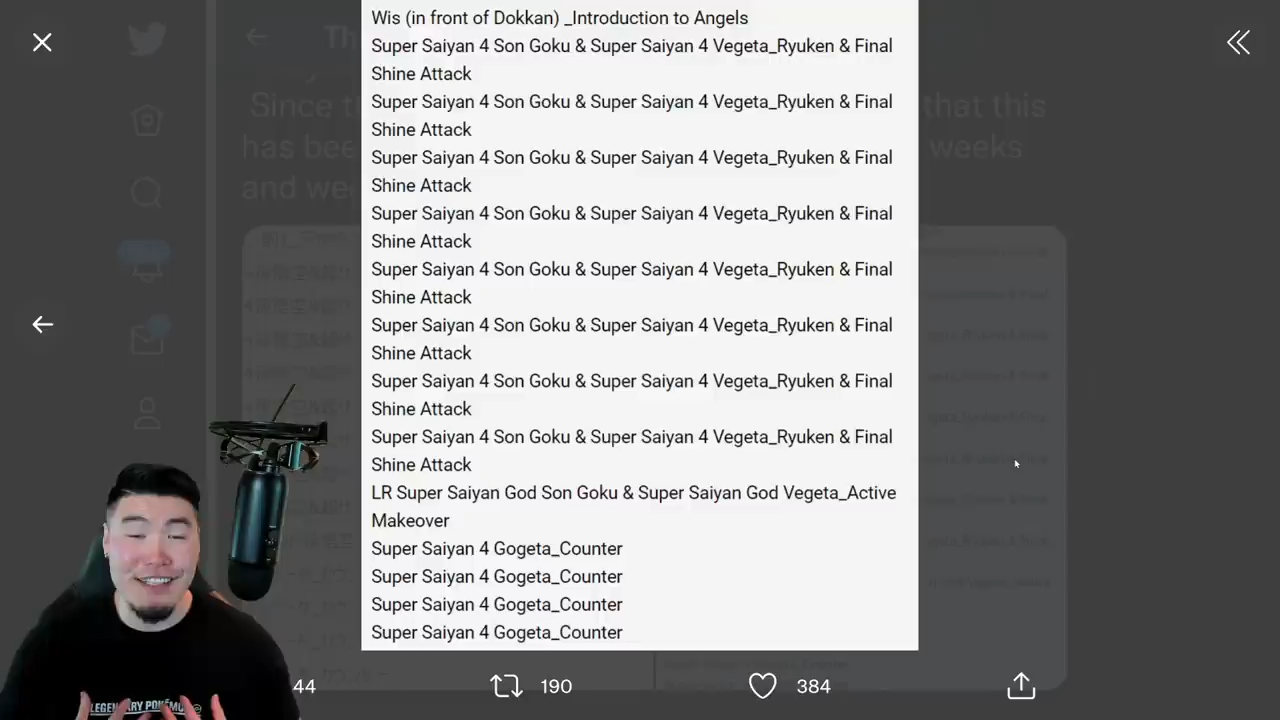 Wis (in front of Dokkan) _Introduction to Angels
Super Saiyan 4 Son Goku & Super Saiyan 4 Vegeta_Ryuken & Final
Shine Attack
Super Saiyan 4 Son Goku & Super Saiyan 4 Vegeta_Ryuken & Final
Shine Attack
Super Saiyan 4 Son Goku & Super Saiyan 4 Vegeta_Ryuken & Final
Shine Attack
Super Saiyan 4 Son Goku & Super Saiyan 4 Vegeta_Ryuken & Final
Shine Attack
Super Saiyan 4 Son Goku & Super Saiyan 4 Vegeta_Ryuken & Final
Shine Attack
Super Saiyan 4 Son Goku & Super Saiyan 4 Vegeta_Ryuken & Final
Shine Attack
Super Saiyan 4 Son Goku & Super Saiyan 4 Vegeta_Ryuken & Final
Shine Attack
Super Saiyan 4 Son Goku & Super Saiyan 4 Vegeta_Ryuken & Final
Shine Attack
LR Super Saiyan God Son Goku & Super Saiyan God Vegeta_Active
Makeover
Super Saiyan 4 Gogeta_Counter
Super Saiyan 4 Gogeta_Counter
Super Saiyan 4 Gogeta_Counter
Super Saiyan 4 Gogeta_Counter
Th
Since that this
has weeks
and
44 190 384